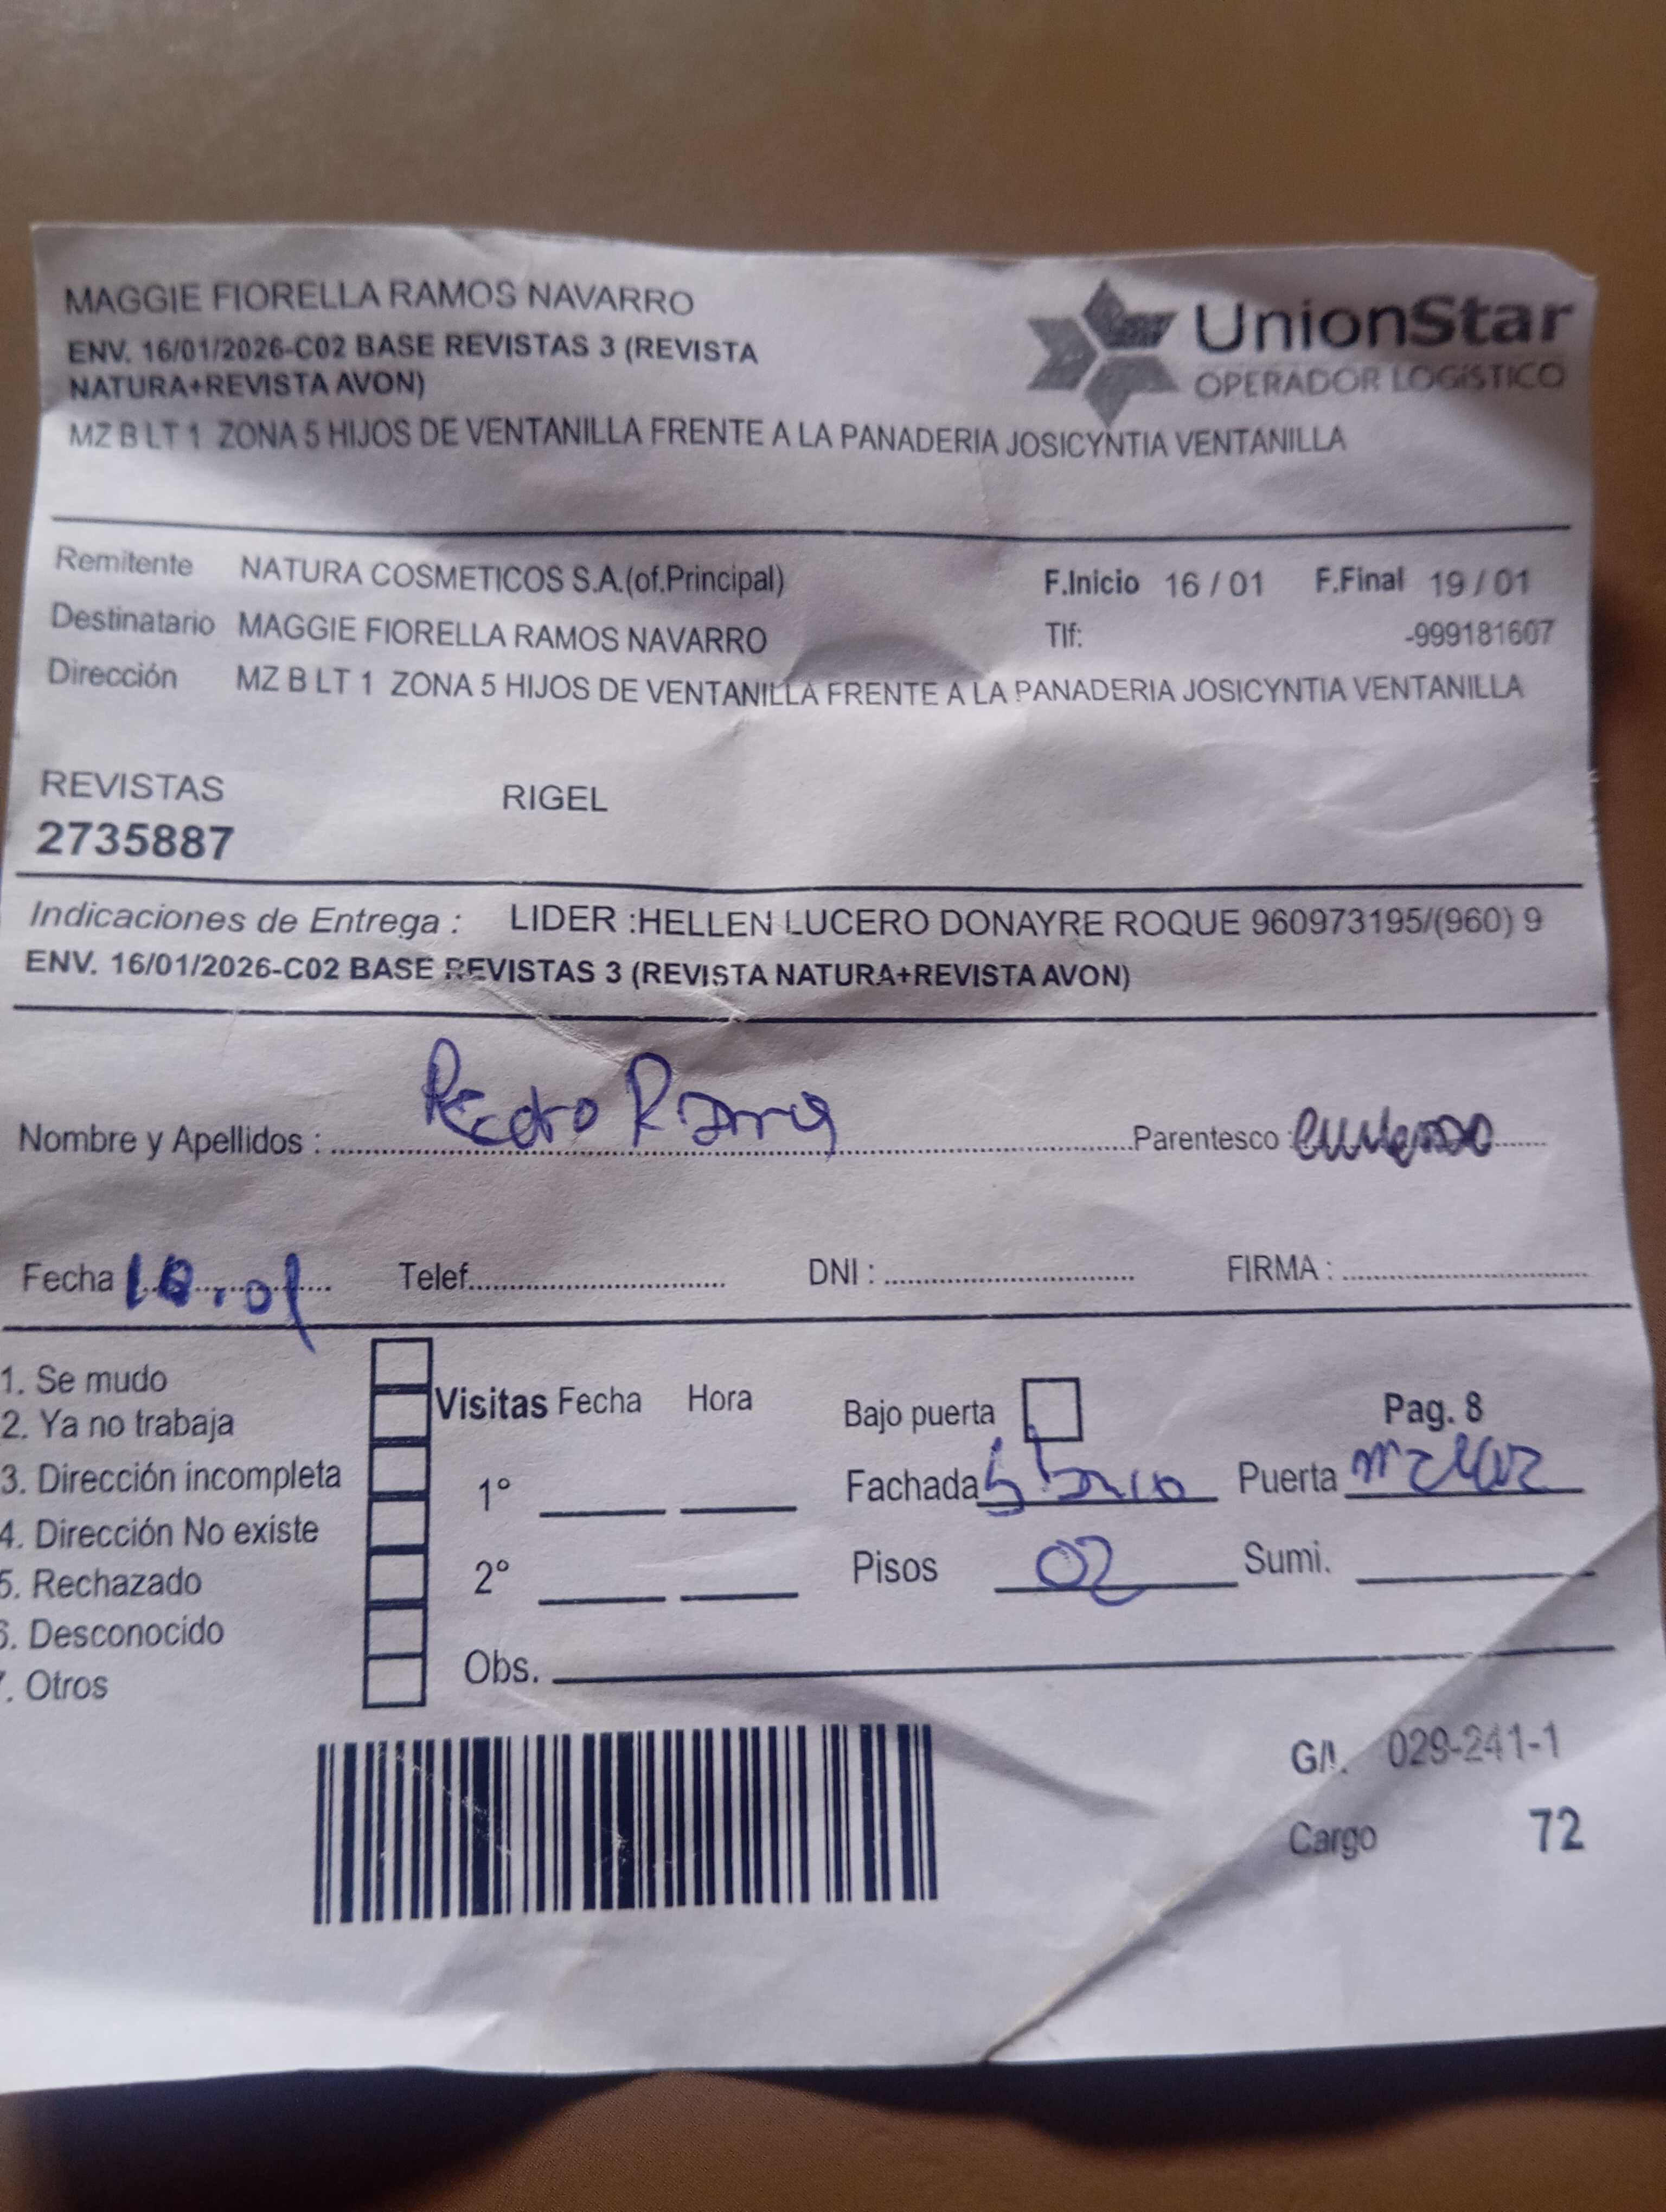 MAGGIE FIORELLA RAMOS NAVARRO
UnionStar
ENV. 16/01/2026-C02 BASE REVISTAS 3 (REVISTA
NATURA+REVISTA AVON)
OPERADOR LOGÍSTICO
MZ B LT 1 ZONA 5 HIJOS DE VENTANILLA FRENTE A LA PANADERIA JOSICYNTIA VENTANILLA
Remitente NATURA COSMETICOS S.A.(of.Principal) F.Inicio 16 / 01 F.Final 19 / 01
Destinatario MAGGIE FIORELLA RAMOS NAVARRO Tlf: -999181607
Dirección MZ B LT 1 ZONA 5 HIJOS DE VENTANILLA FRENTE A LA PANADERIA JOSICYNTIA VENTANILLA
REVISTAS RIGEL
2735887
Indicaciones de Entrega : LIDER :HELLEN LUCERO DONAYRE ROQUE 960973195/(960) 9
ENV. 16/01/2026-C02 BASE REVISTAS 3 (REVISTA NATURA+REVISTA AVON)
Nombre y Apellidos : Pedro Parentesco
Fecha Telef. DNI : FIRMA :
1. Se mudo
2. Ya no trabaja
3. Dirección incompleta
4. Dirección No existe
5. Rechazado
6. Desconocido
7. Otros
Visitas Fecha Hora
1°
2°
Obs.
Bajo puerta Pag. 8
Fachada Puerta
Pisos 02 Sumi.
G/I. 029-241-1
Cargo 72